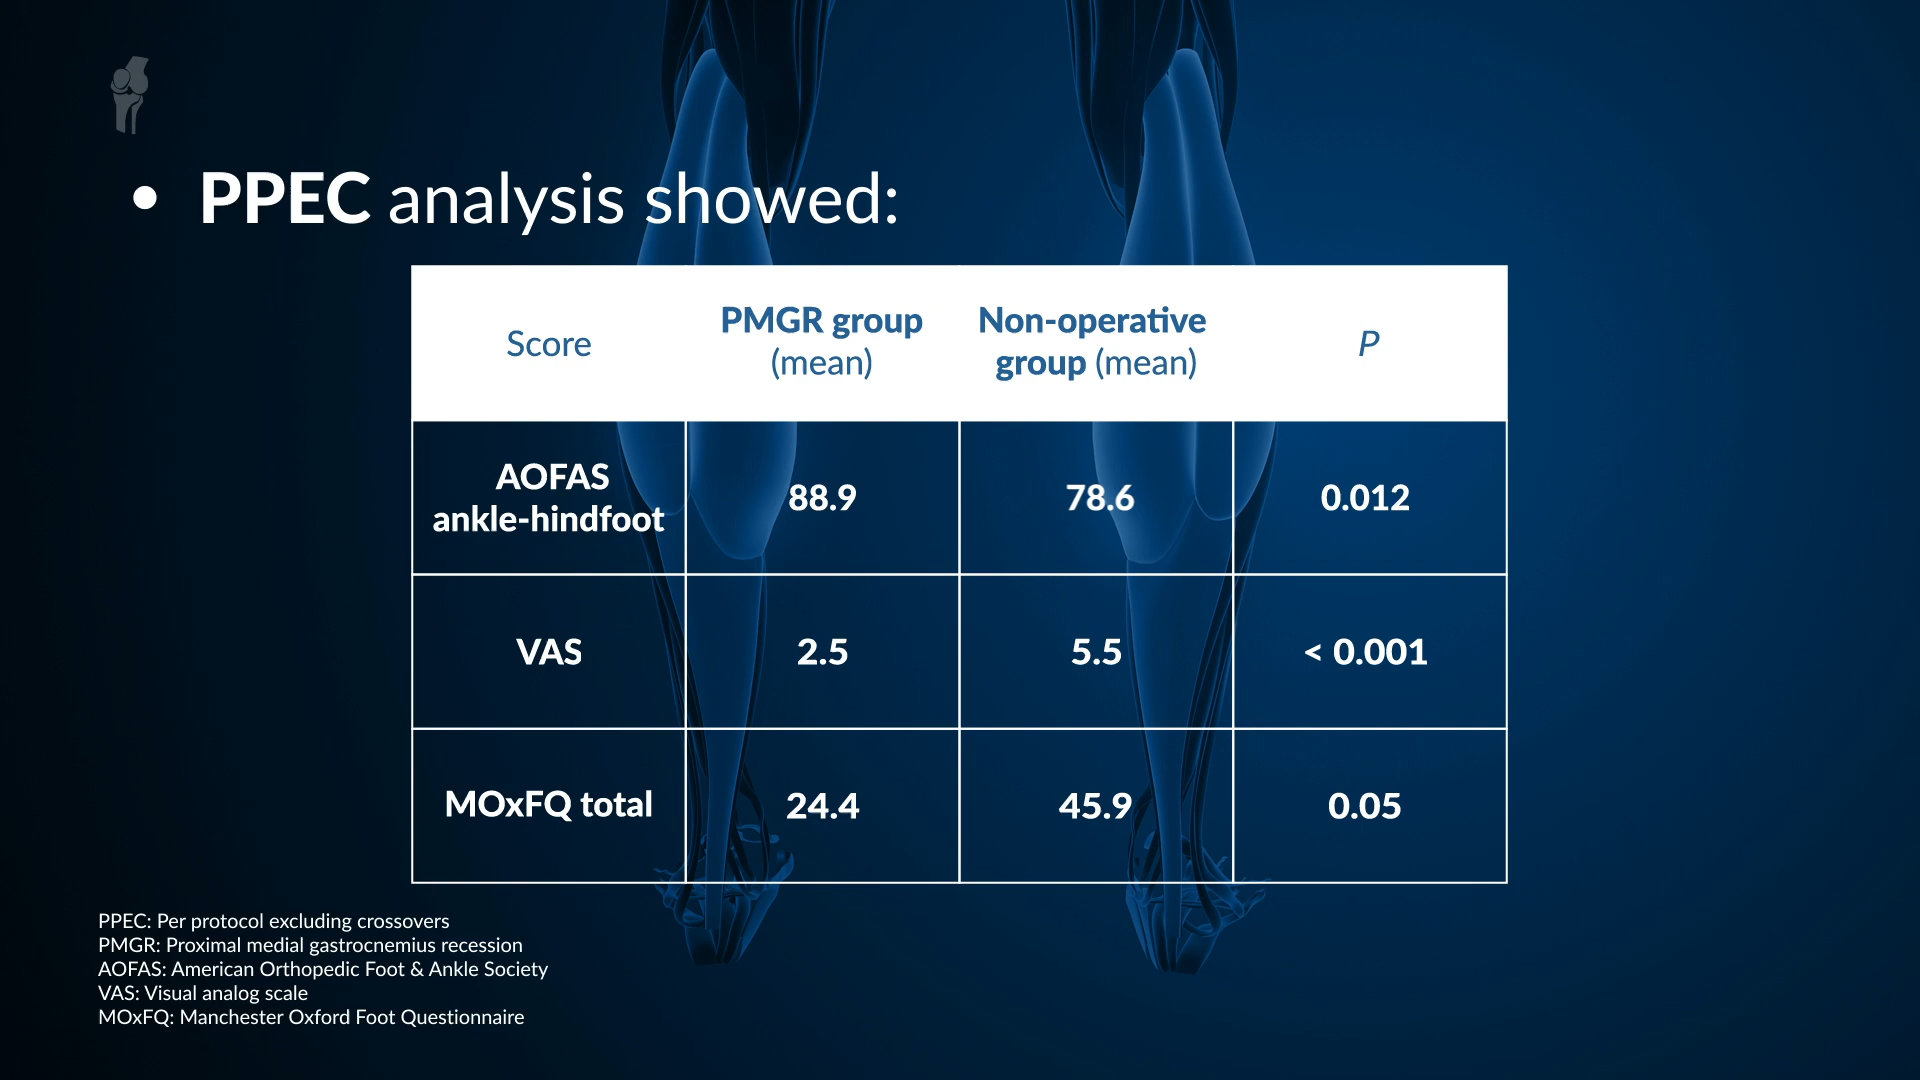 • PPEC analysis showed:
Score
PMGR group
(mean)
Non-operative
group (mean)
P
AOFAS
ankle-hindfoot
88.9
78.6
0.012
VAS
2.5
5.5
< 0.001
MOxFQ total
24.4
45.9
0.05
PPEC: Per protocol excluding crossovers
PMGR: Proximal medial gastrocnemius recession
AOFAS: American Orthopedic Foot & Ankle Society
VAS: Visual analog scale
MOxFQ: Manchester Oxford Foot Questionnaire